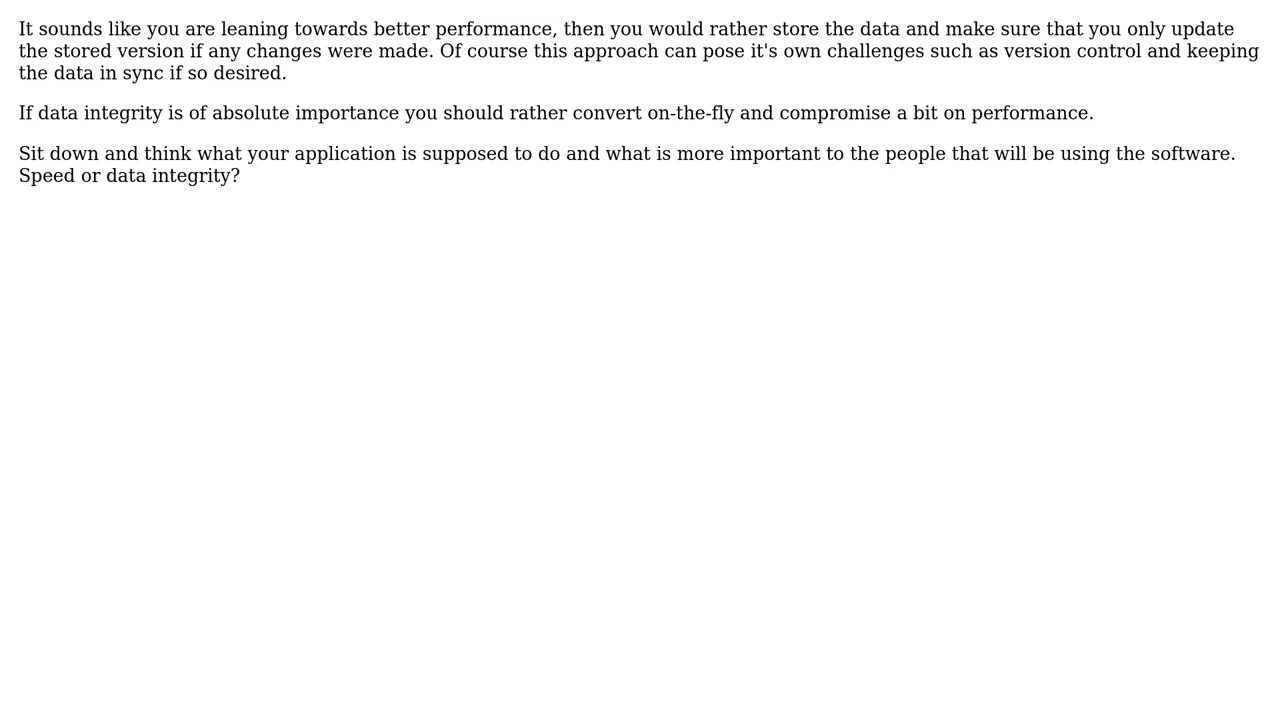 It sounds like you are leaning towards better performance, then you would rather store the data and make sure that you only update
the stored version if any changes were made. Of course this approach can pose it's own challenges such as version control and keeping
the data in sync if so desired.
If data integrity is of absolute importance you should rather convert on-the-fly and compromise a bit on performance.
Sit down and think what your application is supposed to do and what is more important to the people that will be using the software.
Speed or data integrity?